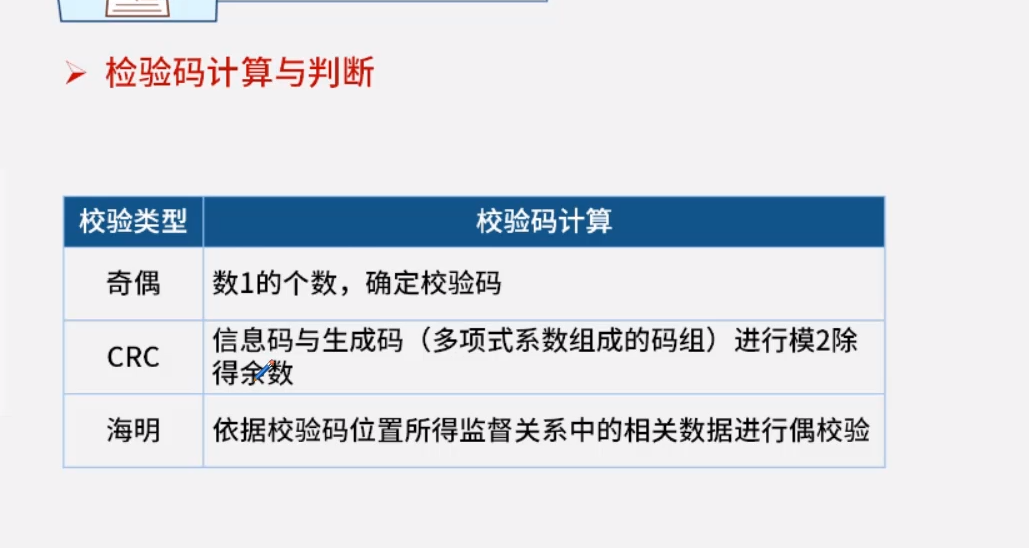 检验码计算与判断
校验类型 校验码计算
奇偶 数1的个数，确定校验码
CRC 信息码与生成码（多项式系数组成的码组）进行模2除
得余数
海明 依据校验码位置所得监督关系中的相关数据进行偶校验